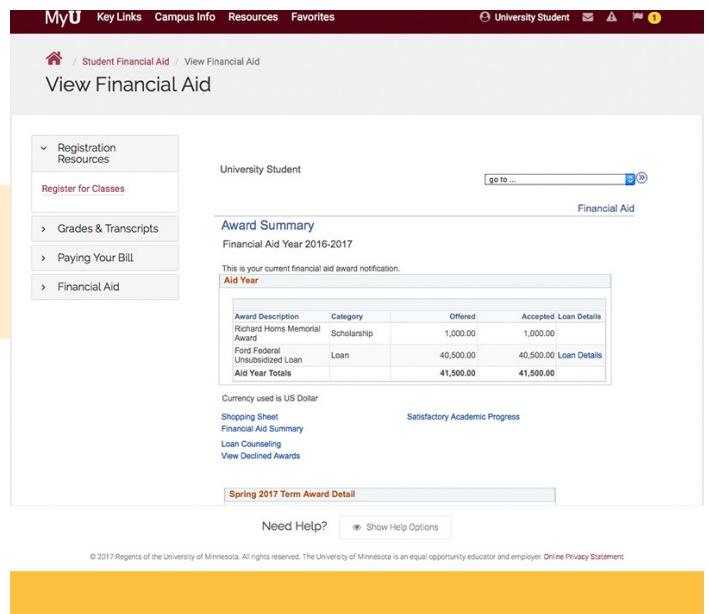 MyU Key Links Campus Info Resources Favorites University Student 1
/ Student Financial Aid / View Financial Aid
View Financial Aid
Registration
Resources
Register for Classes
Grades & Transcripts
Paying Your Bill
Financial Aid
University Student
go to ...
Financial Aid
Award Summary
Financial Aid Year 2016-2017
This is your current financial aid award notification.
Aid Year
Award Description Category Offered Accepted Loan Details
Richard Horns Memorial
Award Scholarship 1,000.00 1,000.00
Ford Federal
Unsubsidized Loan Loan 40,500.00 40,500.00 Loan Details
Aid Year Totals 41,500.00 41,500.00
Currency used is US Dollar
Shopping Sheet Satisfactory Academic Progress
Financial Aid Summary
Loan Counseling
View Declined Awards
Spring 2017 Term Award Detail
Need Help? Show Help Options
© 2017 Regents of the University of Minnesota. All rights reserved. The University of Minnesota is an equal opportunity educator and employer. Online Privacy Statement